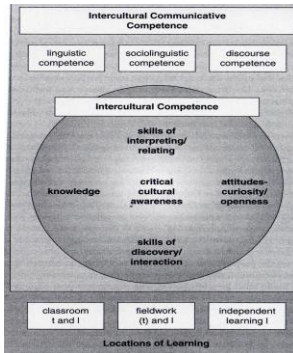 Intercultural Communicative
Competence
linguistic
competence
sociolinguistic
competence
discourse
competence
Intercultural Competence
skills of
interpreting/
relating
knowledge
critical
cultural
awareness
attitudes-
curiosity/
openness
skills of
discovery/
interaction
classroom
t and l
fieldwork
(t) and l
independent
learning l
Locations of Learning